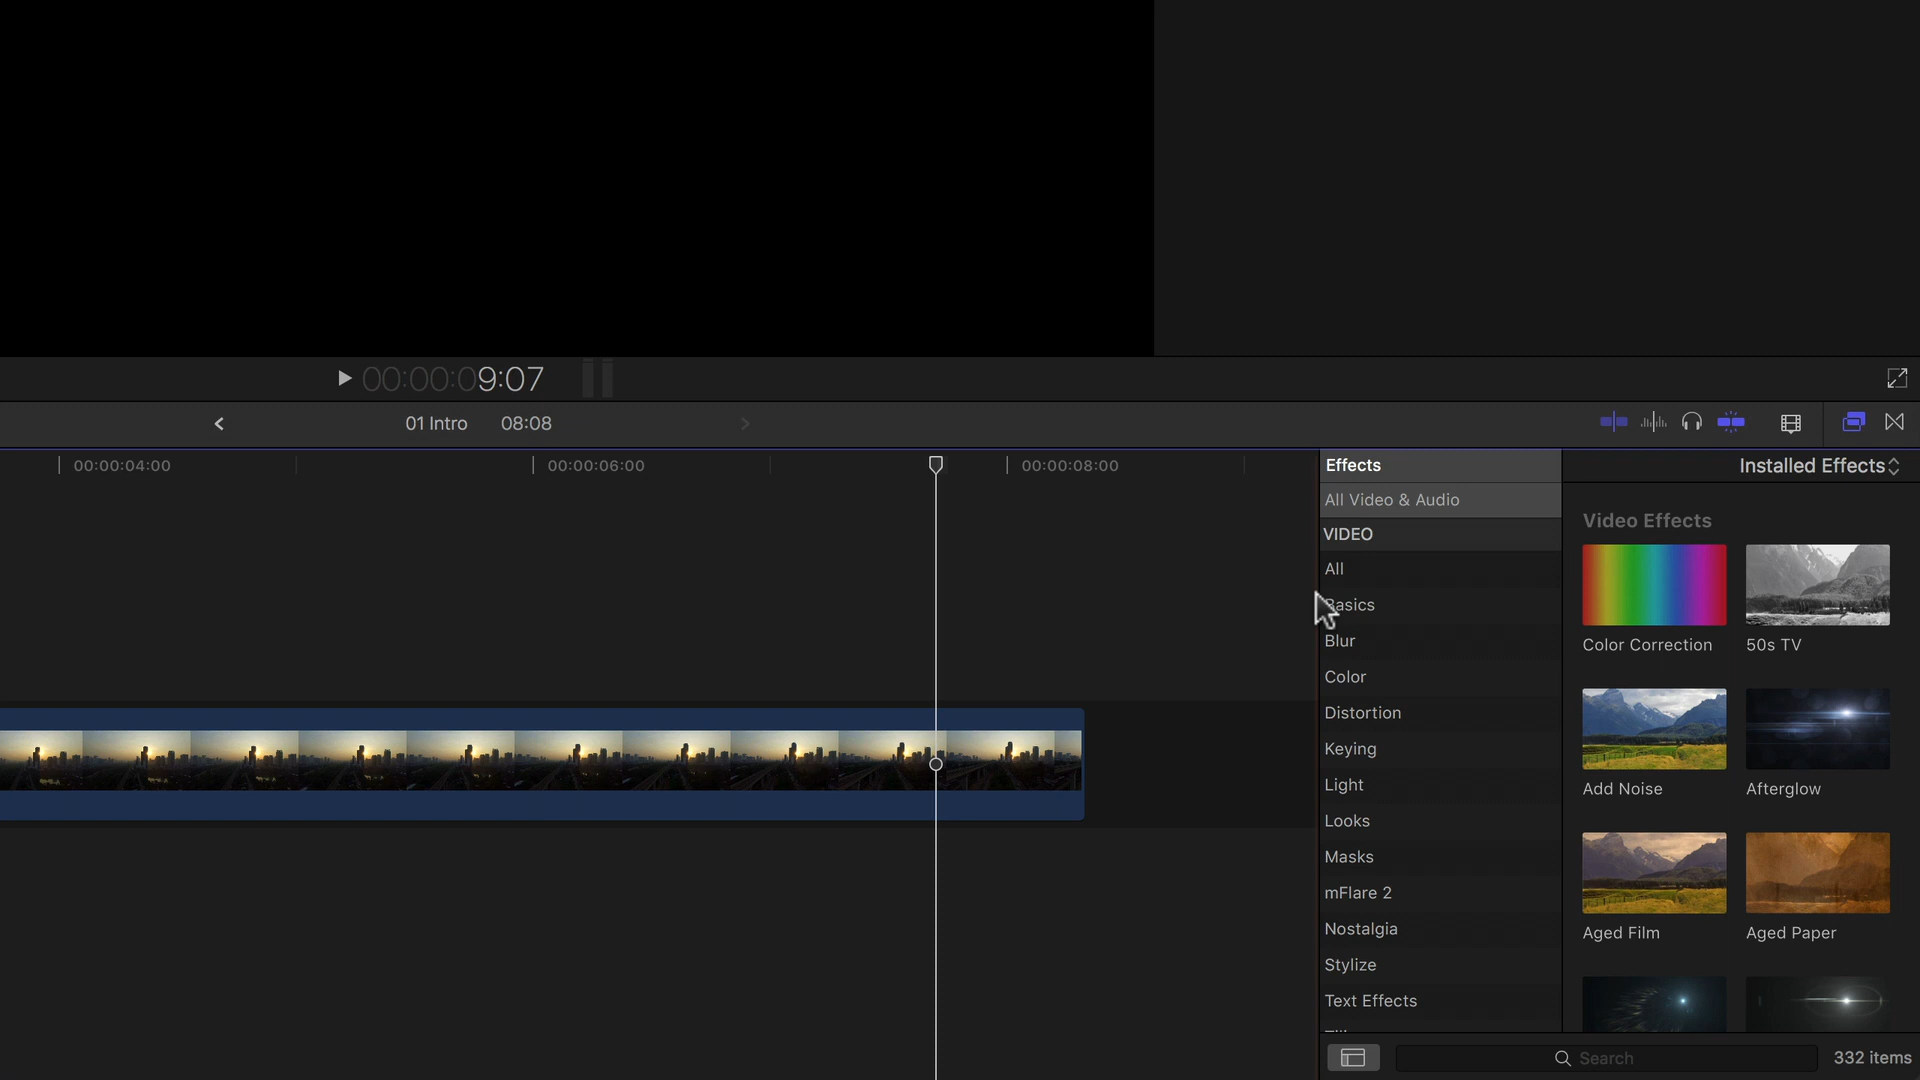 00:00:09:07
01 Intro 08:08
00:00:04:00 00:00:06:00 00:00:08:00
Effects
All Video & Audio
VIDEO
All
Basics
Blur
Color
Distortion
Keying
Light
Looks
Masks
mFlare 2
Nostalgia
Stylize
Text Effects
Installed Effects
Video Effects
Color Correction 50s TV
Add Noise Afterglow
Aged Film Aged Paper
Search 332 items